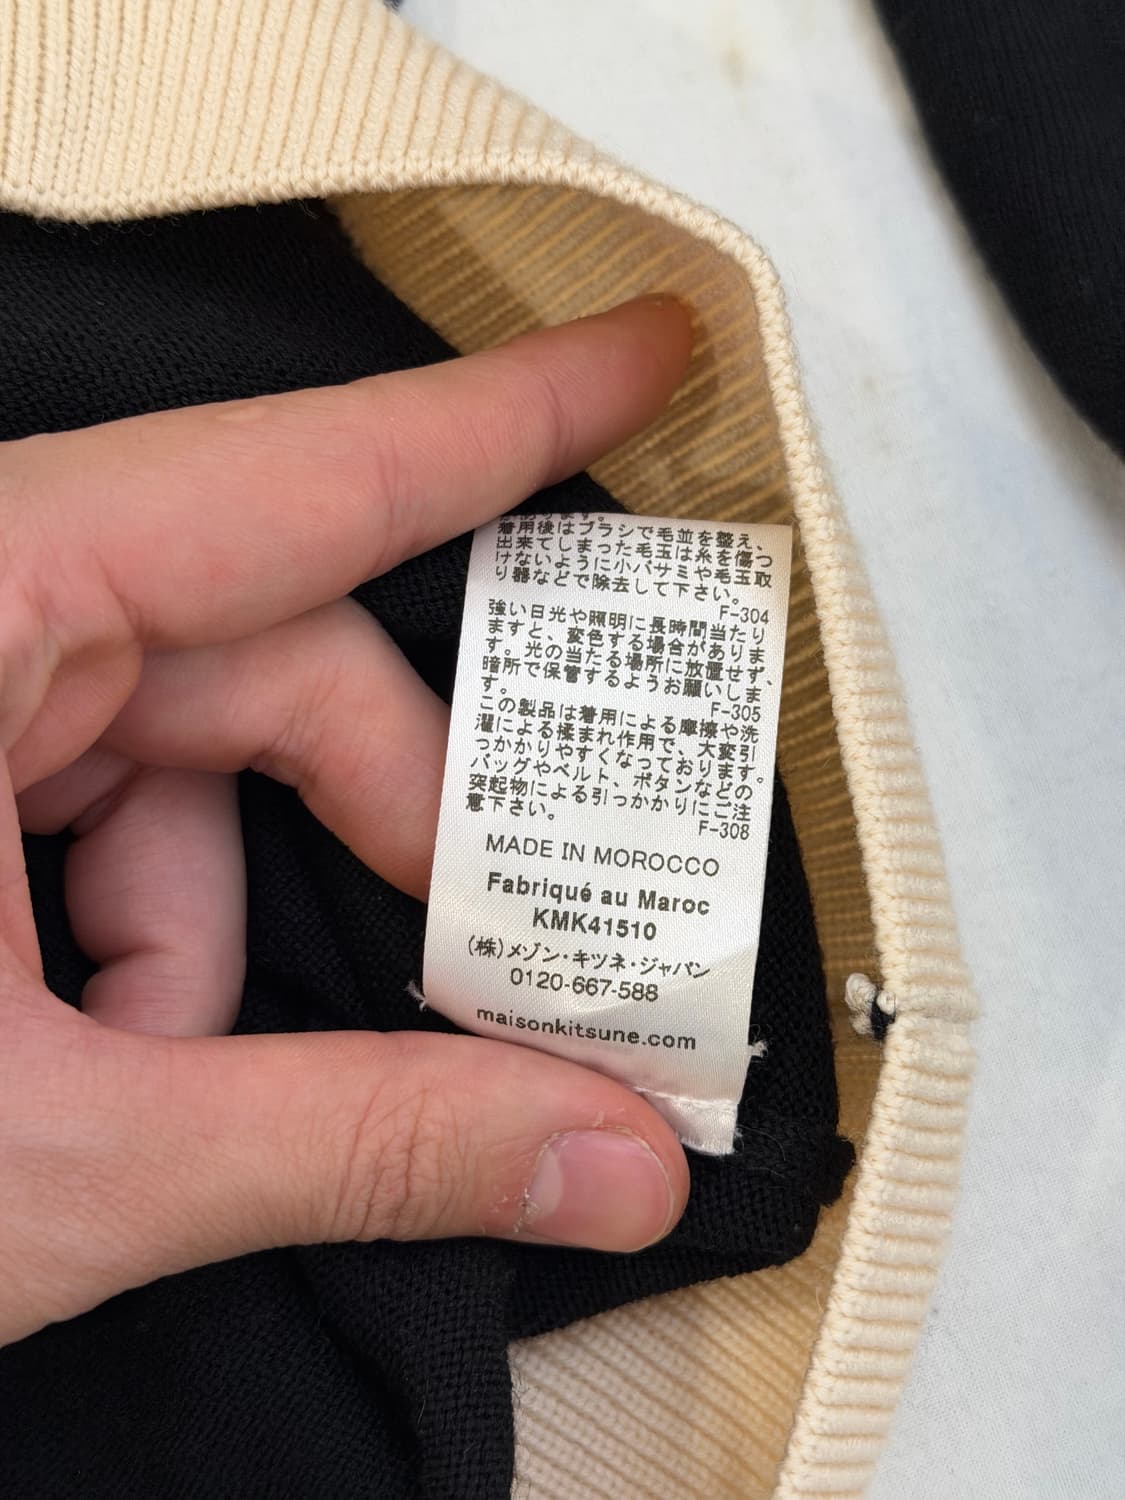 があります。
着用後はブラシで毛並を整え、つ
出来てしまった毛玉は糸を傷つ
けないように小バサミや毛玉取
り器などで除去して下さい。
F-304
強い日光や照明に長時間当たり
ますと、変色する場合がありま
す。光の当たる場所に放置せず、
暗所で保管するようお願いしま
す。
F-305
この製品は着用による摩擦や洗
濯による揉まれ作用で、大変引
っかかりやすくなっております。
バッグやベルト、ボタンなどの
突起物による引っかかりにご注
意下さい。
F-308
MADE IN MOROCCO
Fabriqué au Maroc
KMK41510
(株)メゾン・キツネ・ジャパン
0120-667-588
maisonkitsune.com